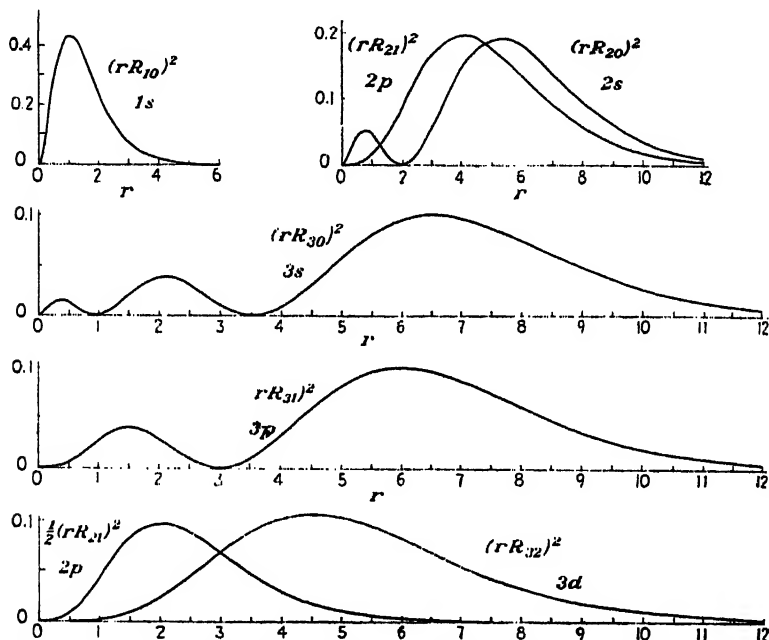 0.4
0.2
0
(rR₁₀)²
1s
0 2 4 6
r
0.2
0.1
0
(rR₂₁)²
2p
(rR₂₀)²
2s
0 2 4 6 8 10 12
r
0.1
0
(rR₃₀)²
3s
0 1 2 3 4 5 6 7 8 9 10 11 12
r
0.1
0
rR₃₁)²
3p
0 1 2 3 4 5 6 7 8 9 10 11 12
r
0.1
0
½(rR₂₁)²
2p
(rR₃₂)²
3d
0 1 2 3 4 5 6 7 8 9 10 11 12